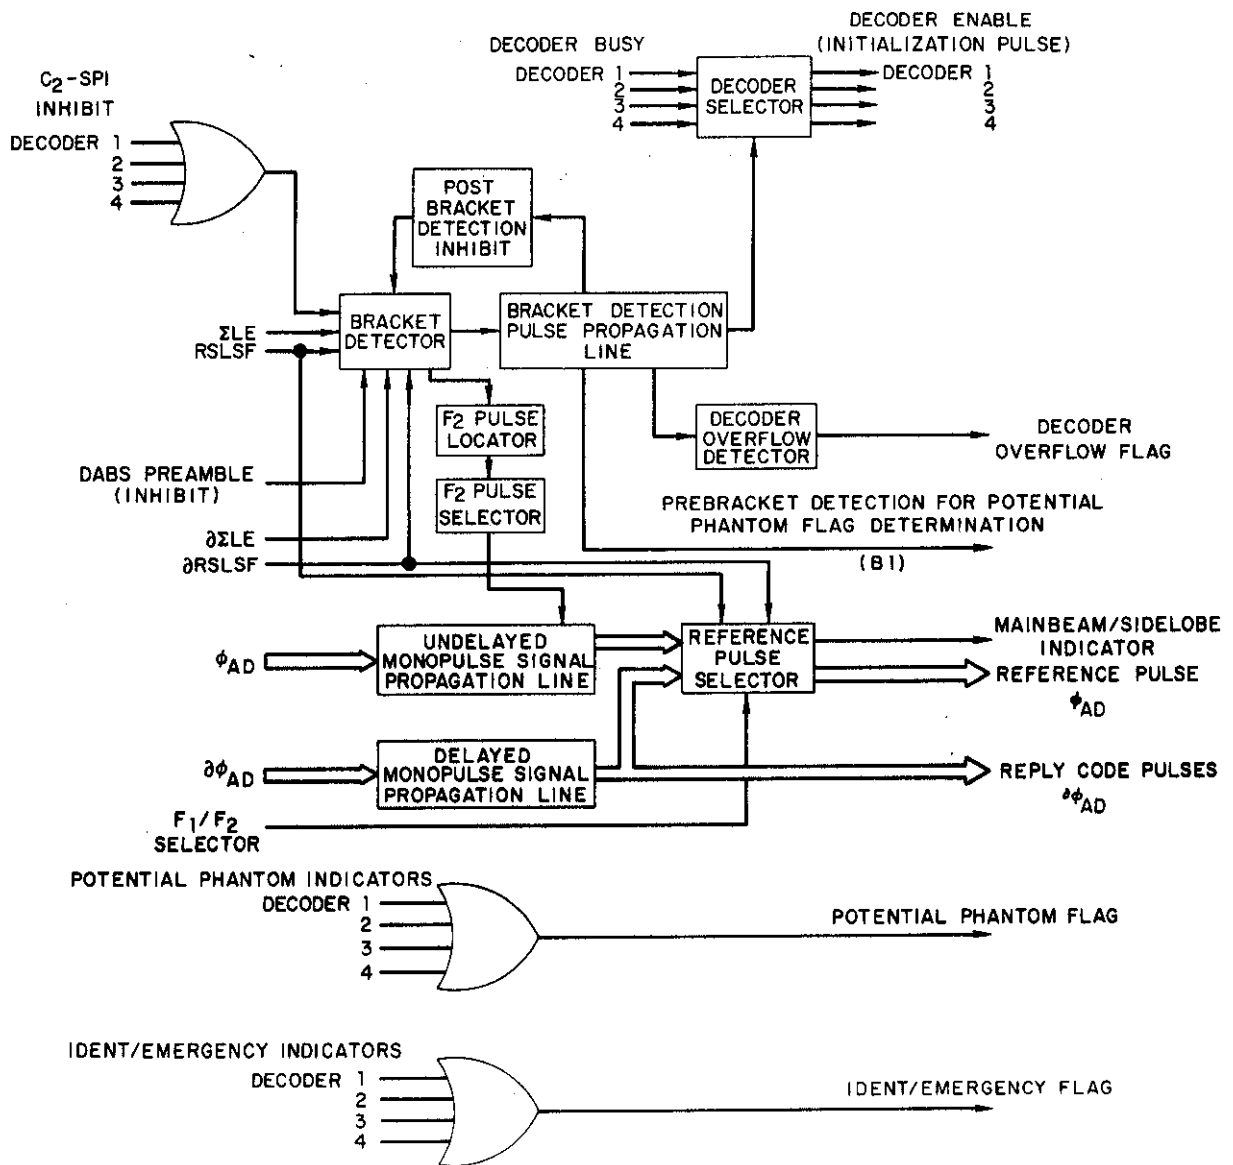 DECODER BUSY
DECODER 1
2
3
4
DECODER SELECTOR
DECODER ENABLE
(INITIALIZATION PULSE)
DECODER 1
2
3
4
C2-SPI
INHIBIT
DECODER 1
2
3
4
POST
BRACKET
DETECTION
INHIBIT
ΣLE
RSLSF
BRACKET
DETECTOR
BRACKET DETECTION
PULSE PROPAGATION
LINE
F2 PULSE
LOCATOR
DECODER
OVERFLOW
DETECTOR
DECODER
OVERFLOW FLAG
DABS PREAMBLE
(INHIBIT)
F2 PULSE
SELECTOR
PREBRACKET DETECTION FOR POTENTIAL
PHANTOM FLAG DETERMINATION
(B1)
∂ΣLE
∂RSLSF
ϕAD
UNDELAYED
MONOPULSE SIGNAL
PROPAGATION LINE
REFERENCE
PULSE
SELECTOR
MAINBEAM/SIDELOBE
INDICATOR
REFERENCE PULSE
ϕAD
∂ϕAD
DELAYED
MONOPULSE SIGNAL
PROPAGATION LINE
REPLY CODE PULSES
∂ϕAD
F1/F2
SELECTOR
POTENTIAL PHANTOM INDICATORS
DECODER 1
2
3
4
POTENTIAL PHANTOM FLAG
IDENT/EMERGENCY INDICATORS
DECODER 1
2
3
4
IDENT/EMERGENCY FLAG